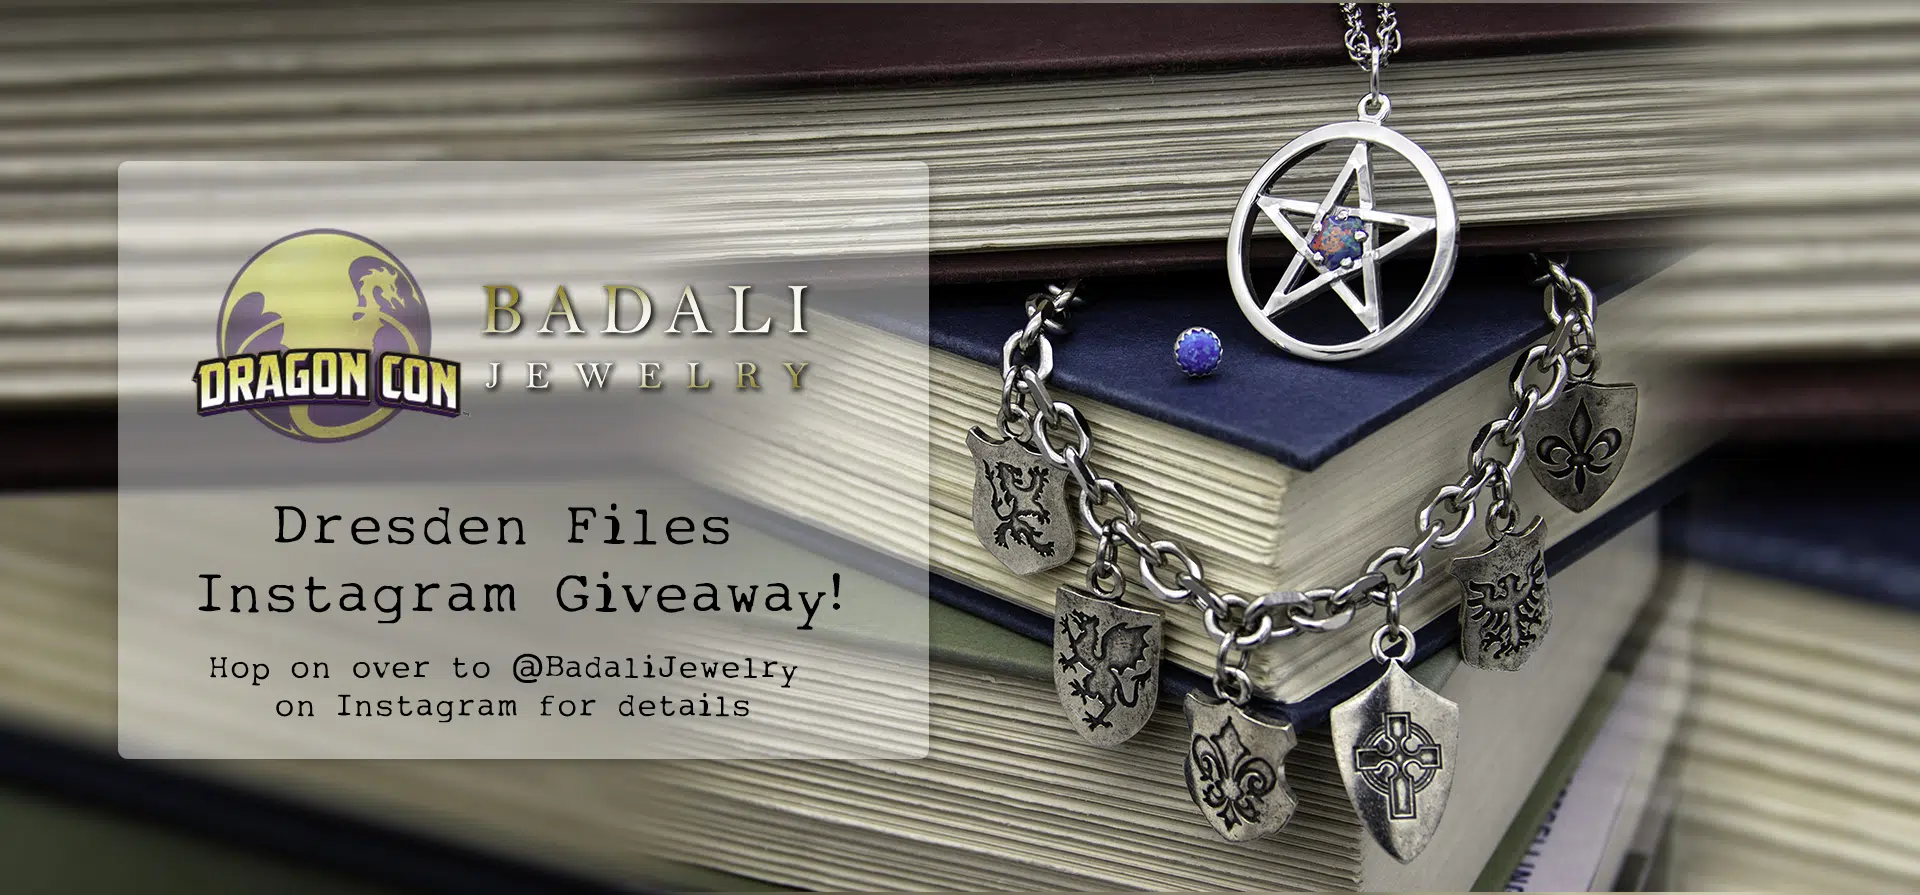 DRAGON CON
BADALI
JEWELRY
Dresden Files
Instagram Giveaway!
Hop on over to @BadaliJewelry
on Instagram for details